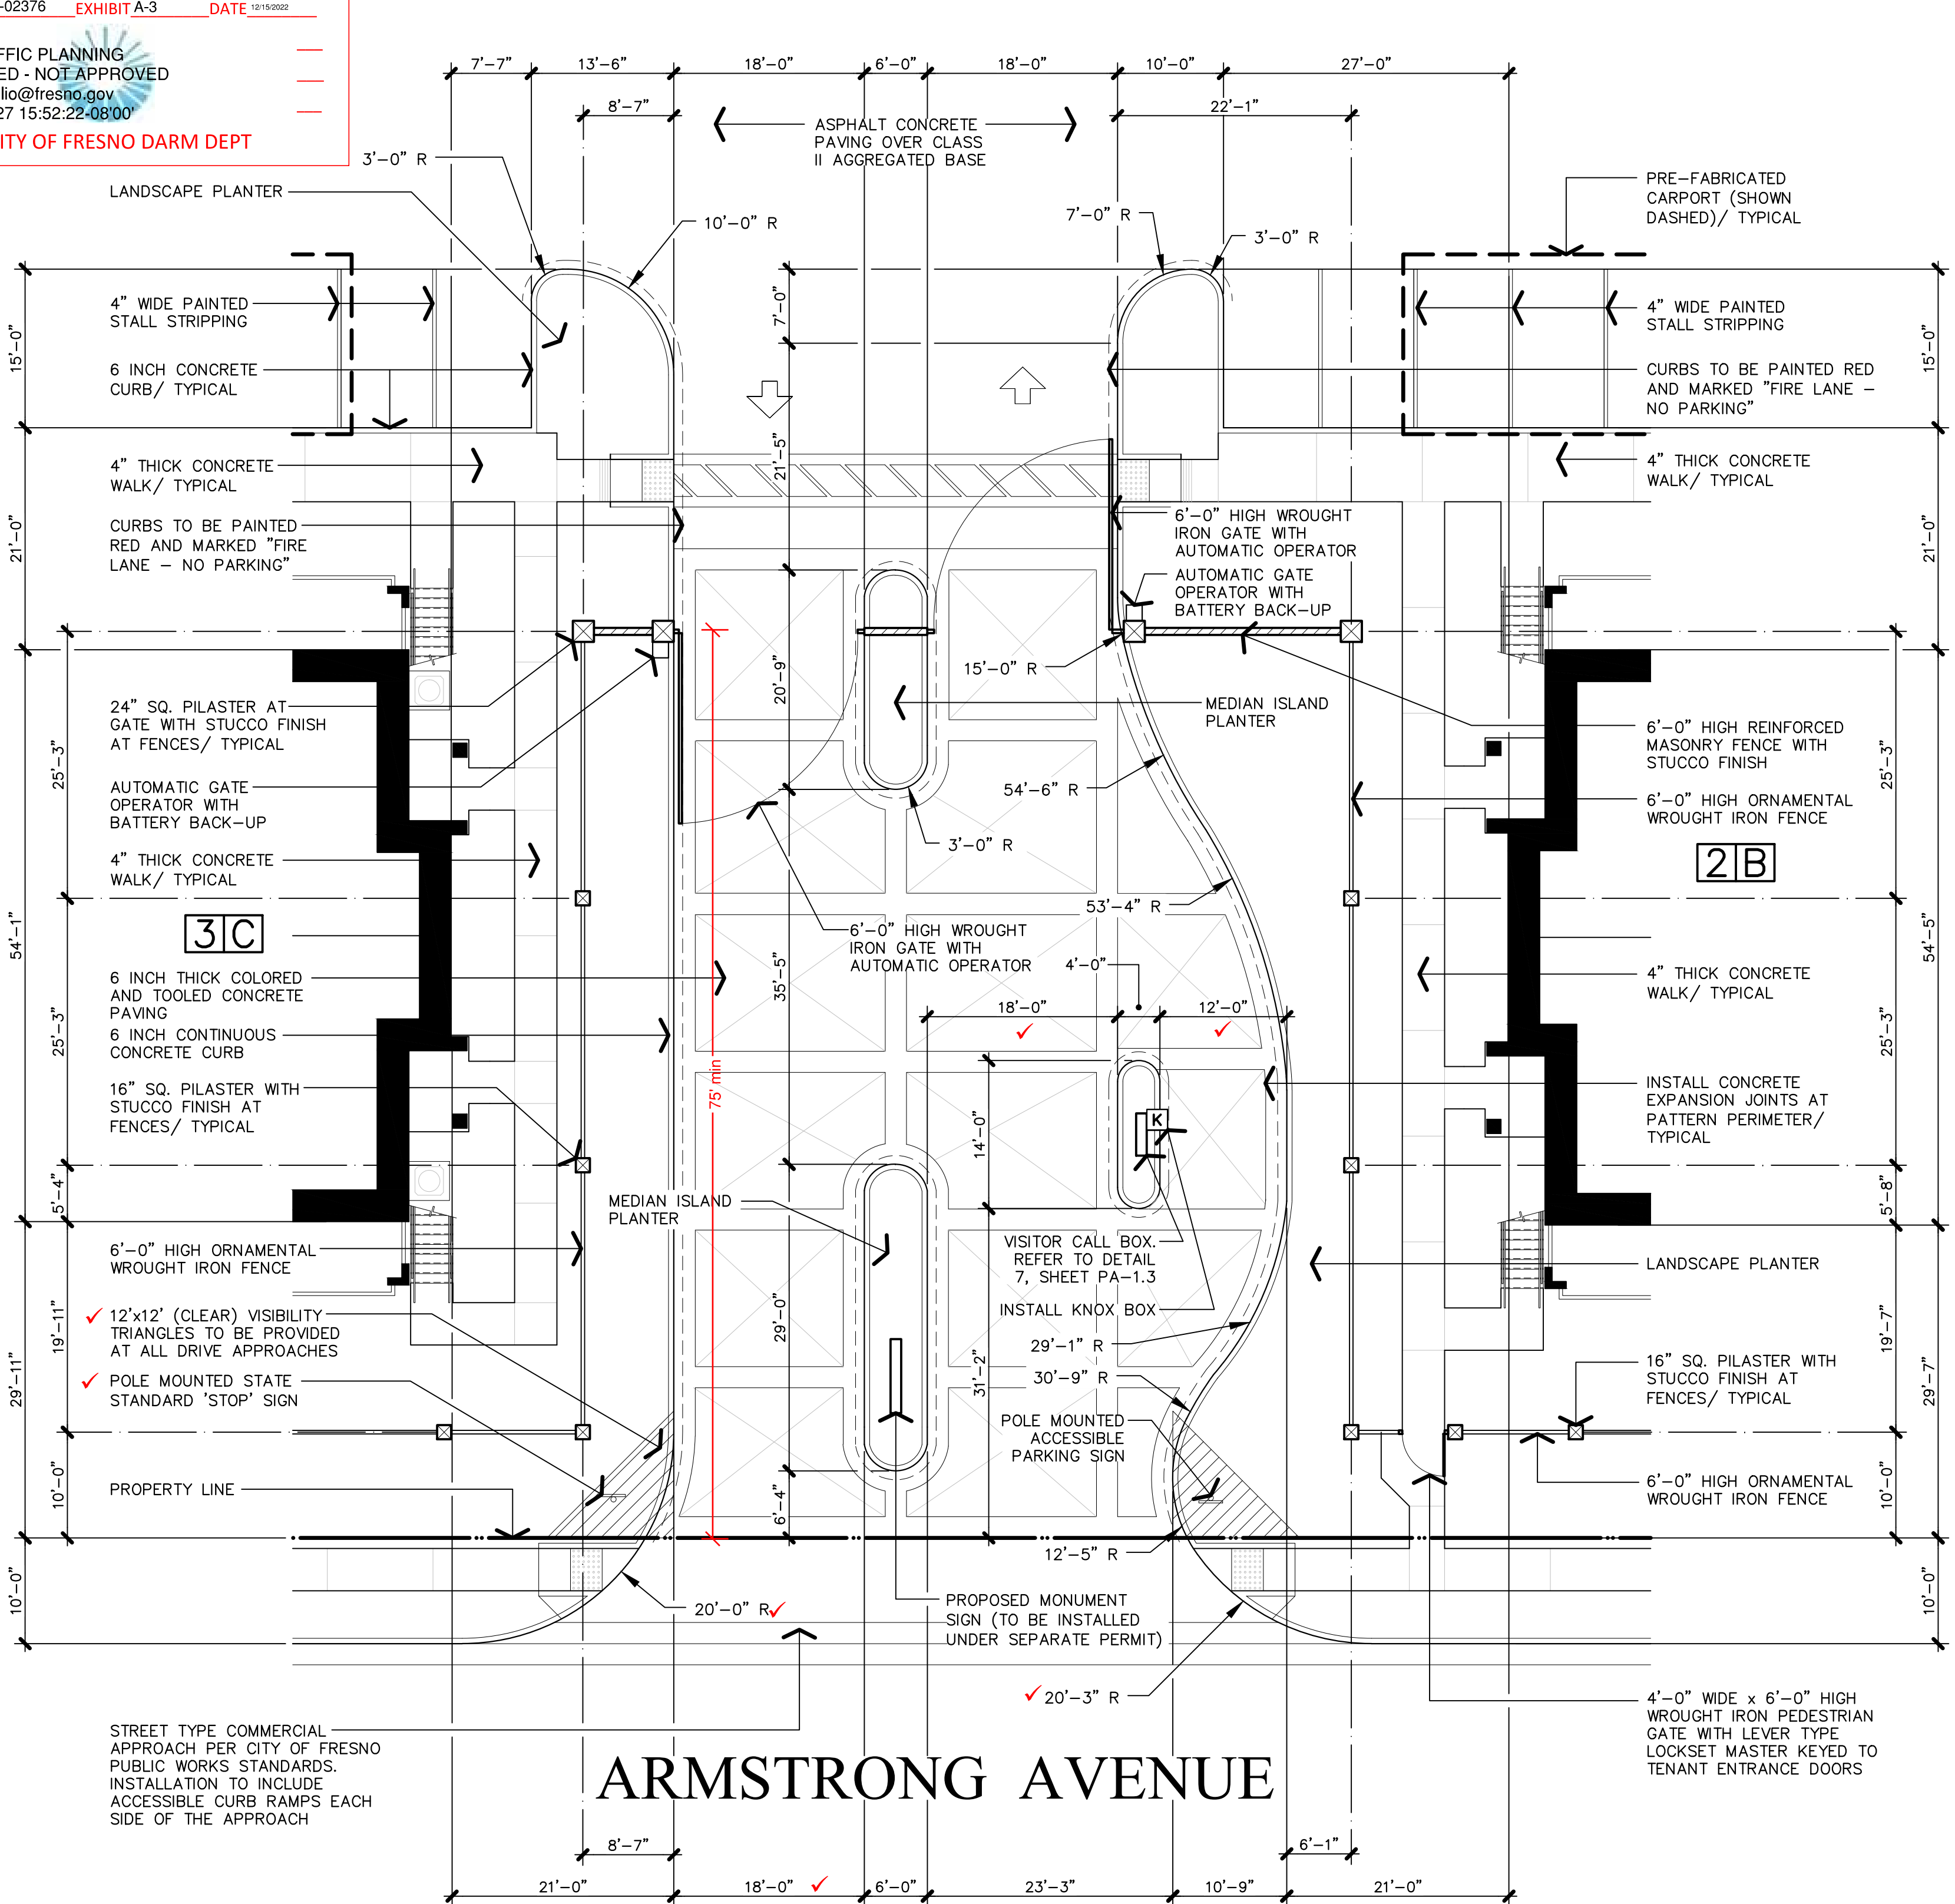 -02376 EXHIBIT A-3 DATE 12/15/2022
FFIC PLANNING
ED - NOT APPROVED
lio@fresno.gov
27 15:52:22-08'00'
ITY OF FRESNO DARM DEPT
7'-7" 13'-6" 18'-0" 6'-0" 18'-0" 10'-0" 27'-0"
8'-7" 22'-1"
ASPHALT CONCRETE
PAVING OVER CLASS
II AGGREGATED BASE
3'-0" R
LANDSCAPE PLANTER
10'-0" R
7'-0" R
3'-0" R
PRE-FABRICATED
CARPORT (SHOWN
DASHED)/ TYPICAL
4" WIDE PAINTED
STALL STRIPPING
6 INCH CONCRETE
CURB/ TYPICAL
4" THICK CONCRETE
WALK/ TYPICAL
CURBS TO BE PAINTED
RED AND MARKED "FIRE
LANE - NO PARKING"
24" SQ. PILASTER AT
GATE WITH STUCCO FINISH
AT FENCES/ TYPICAL
AUTOMATIC GATE
OPERATOR WITH
BATTERY BACK-UP
4" THICK CONCRETE
WALK/ TYPICAL
3 C
6 INCH THICK COLORED
AND TOOLED CONCRETE
PAVING
6 INCH CONTINUOUS
CONCRETE CURB
16" SQ. PILASTER WITH
STUCCO FINISH AT
FENCES/ TYPICAL
6'-0" HIGH ORNAMENTAL
WROUGHT IRON FENCE
✓ 12'x12' (CLEAR) VISIBILITY
TRIANGLES TO BE PROVIDED
AT ALL DRIVE APPROACHES
✓ POLE MOUNTED STATE
STANDARD 'STOP' SIGN
PROPERTY LINE
STREET TYPE COMMERCIAL
APPROACH PER CITY OF FRESNO
PUBLIC WORKS STANDARDS.
INSTALLATION TO INCLUDE
ACCESSIBLE CURB RAMPS EACH
SIDE OF THE APPROACH
15'-0"
21'-0"
54'-1"
29'-11"
10'-0"
25'-3"
25'-3"
5'-4"
19'-11"
10'-0"
7'-0"
21'-5"
20'-9"
35'-5"
29'-0"
6'-4"
75' min
14'-0"
31'-2"
6'-0" HIGH WROUGHT
IRON GATE WITH
AUTOMATIC OPERATOR
AUTOMATIC GATE
OPERATOR WITH
BATTERY BACK-UP
15'-0" R
MEDIAN ISLAND
PLANTER
54'-6" R
3'-0" R
53'-4" R
6'-0" HIGH WROUGHT
IRON GATE WITH
AUTOMATIC OPERATOR
4'-0"
18'-0" ✓ 12'-0" ✓
K
MEDIAN ISLAND
PLANTER
VISITOR CALL BOX.
REFER TO DETAIL
7, SHEET PA-1.3
INSTALL KNOX BOX
29'-1" R
30'-9" R
POLE MOUNTED
ACCESSIBLE
PARKING SIGN
12'-5" R
20'-0" R ✓
PROPOSED MONUMENT
SIGN (TO BE INSTALLED
UNDER SEPARATE PERMIT)
✓ 20'-3" R
4" WIDE PAINTED
STALL STRIPPING
CURBS TO BE PAINTED RED
AND MARKED "FIRE LANE -
NO PARKING"
4" THICK CONCRETE
WALK/ TYPICAL
6'-0" HIGH REINFORCED
MASONRY FENCE WITH
STUCCO FINISH
6'-0" HIGH ORNAMENTAL
WROUGHT IRON FENCE
2 B
4" THICK CONCRETE
WALK/ TYPICAL
INSTALL CONCRETE
EXPANSION JOINTS AT
PATTERN PERIMETER/
TYPICAL
LANDSCAPE PLANTER
16" SQ. PILASTER WITH
STUCCO FINISH AT
FENCES/ TYPICAL
6'-0" HIGH ORNAMENTAL
WROUGHT IRON FENCE
4'-0" WIDE x 6'-0" HIGH
WROUGHT IRON PEDESTRIAN
GATE WITH LEVER TYPE
LOCKSET MASTER KEYED TO
TENANT ENTRANCE DOORS
25'-3"
25'-3"
5'-8"
19'-7"
10'-0"
15'-0"
21'-0"
54'-5"
29'-7"
10'-0"
ARMSTRONG AVENUE
8'-7" 6'-1"
21'-0" 18'-0" ✓ 6'-0" 23'-3" 10'-9" 21'-0"